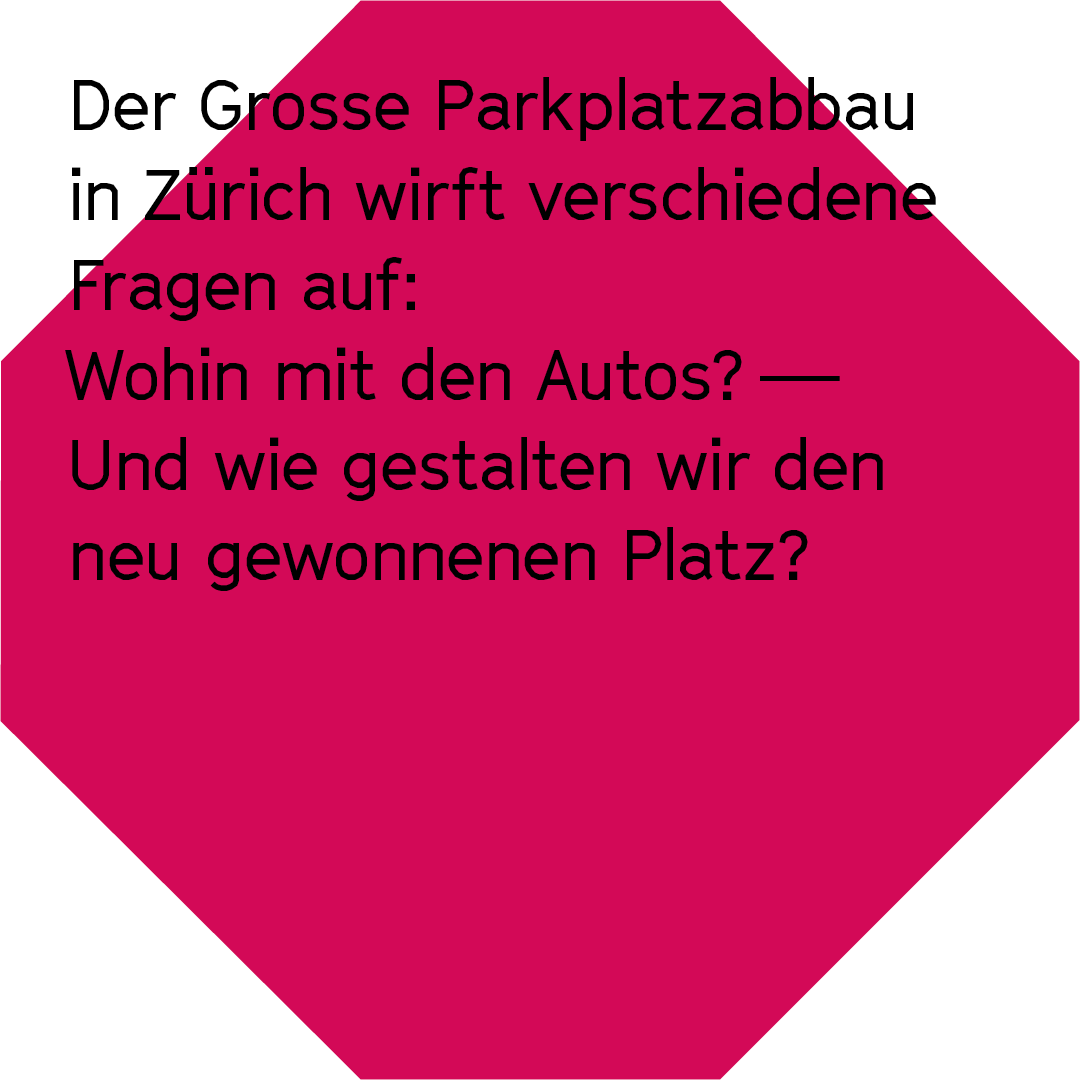 Der Grosse Parkplatzabbau
in Zürich wirft verschiedene
Fragen auf:
Wohin mit den Autos? —
Und wie gestalten wir den
neu gewonnenen Platz?